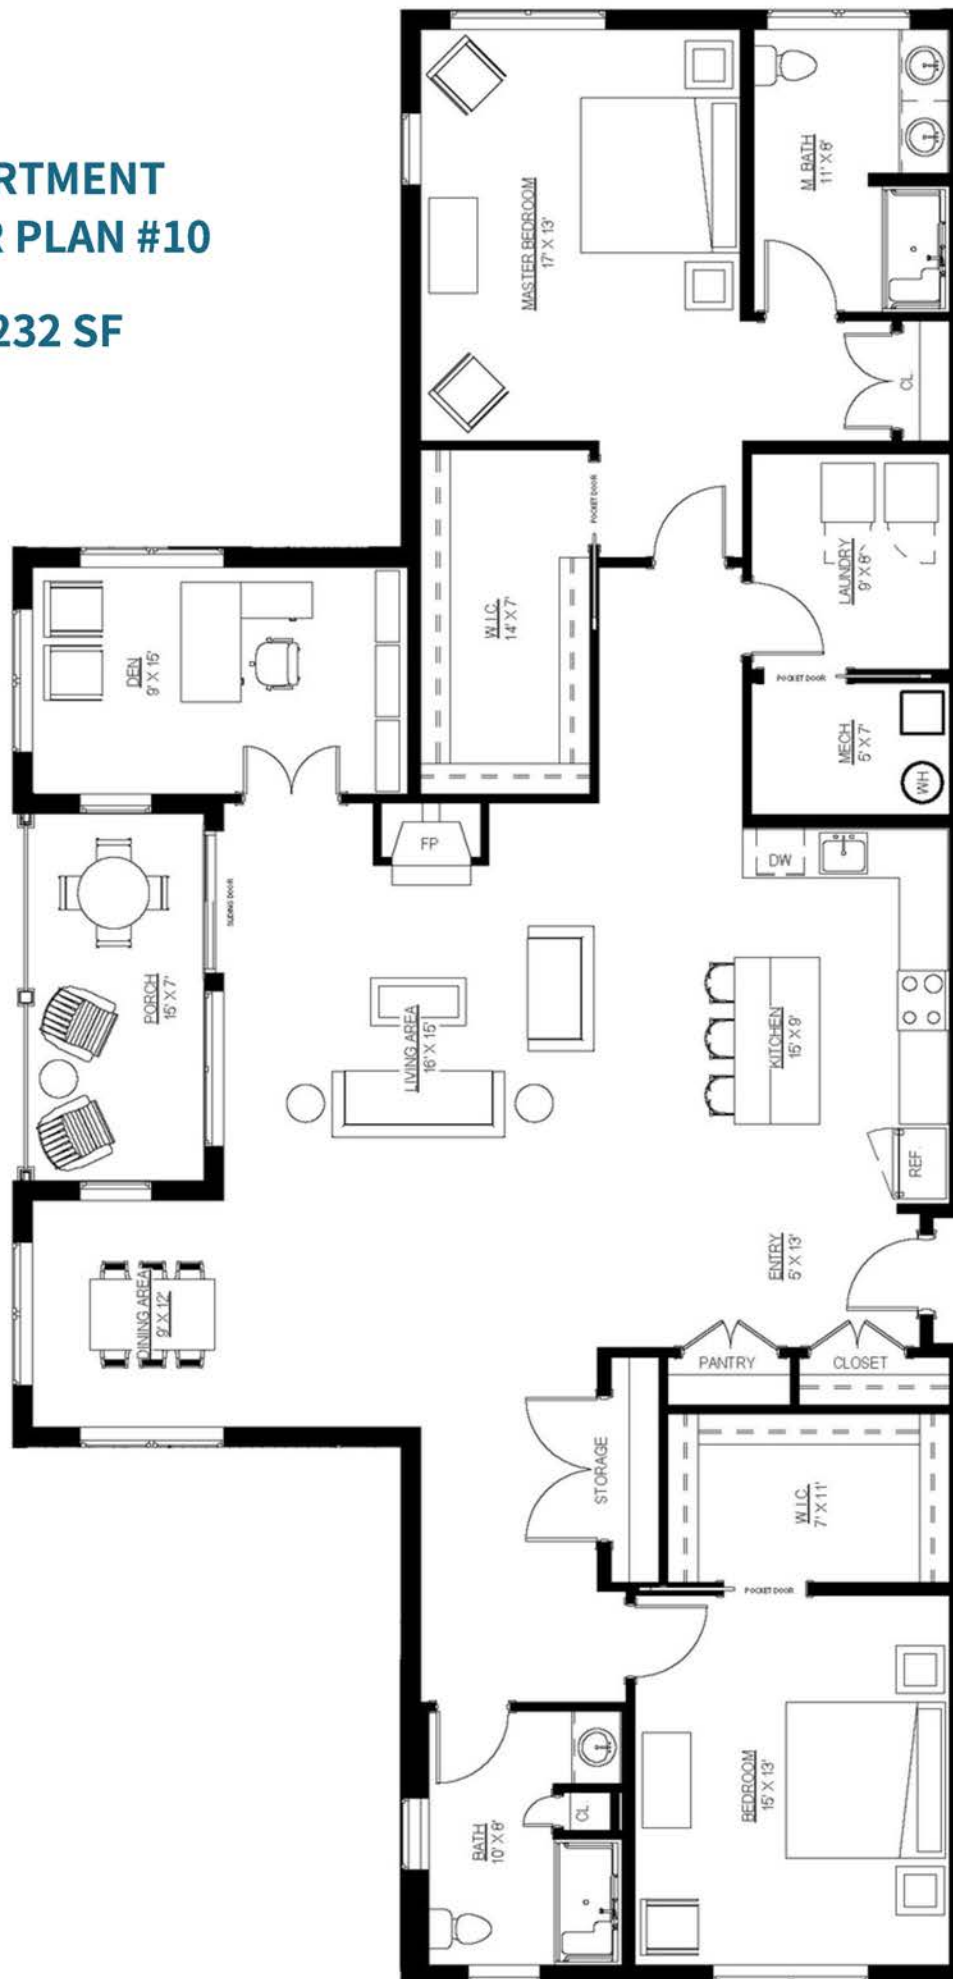 RTMENT
R PLAN #10
232 SF
MASTER BEDROOM
17' X 13'
M. BATH
11' X 8'
CL
W.I.C.
14' X 7'
POCKET DOOR
LAUNDRY
9' X 8'
POCKET DOOR
MECH
5' X 7'
WH
DEN
9' X 15'
FP
DW
SLIDING DOOR
PORCH
15' X 7'
LIVING AREA
16' X 15'
KITCHEN
15' X 9'
REF.
ENTRY
5' X 13'
DINING AREA
9' X 12'
PANTRY
CLOSET
STORAGE
W.I.C.
7' X 11'
POCKET DOOR
BEDROOM
15' X 13'
CL
BATH
10' X 8'